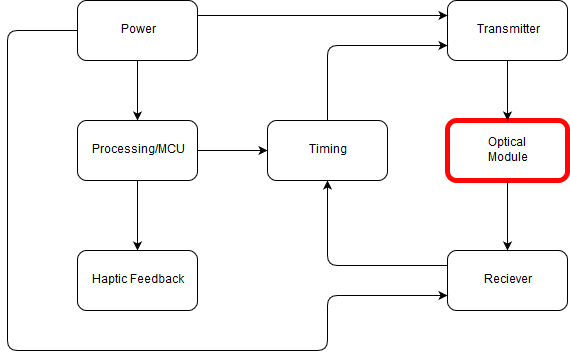 Power
Transmitter
Processing/MCU
Timing
Optical
Module
Haptic Feedback
Reciever